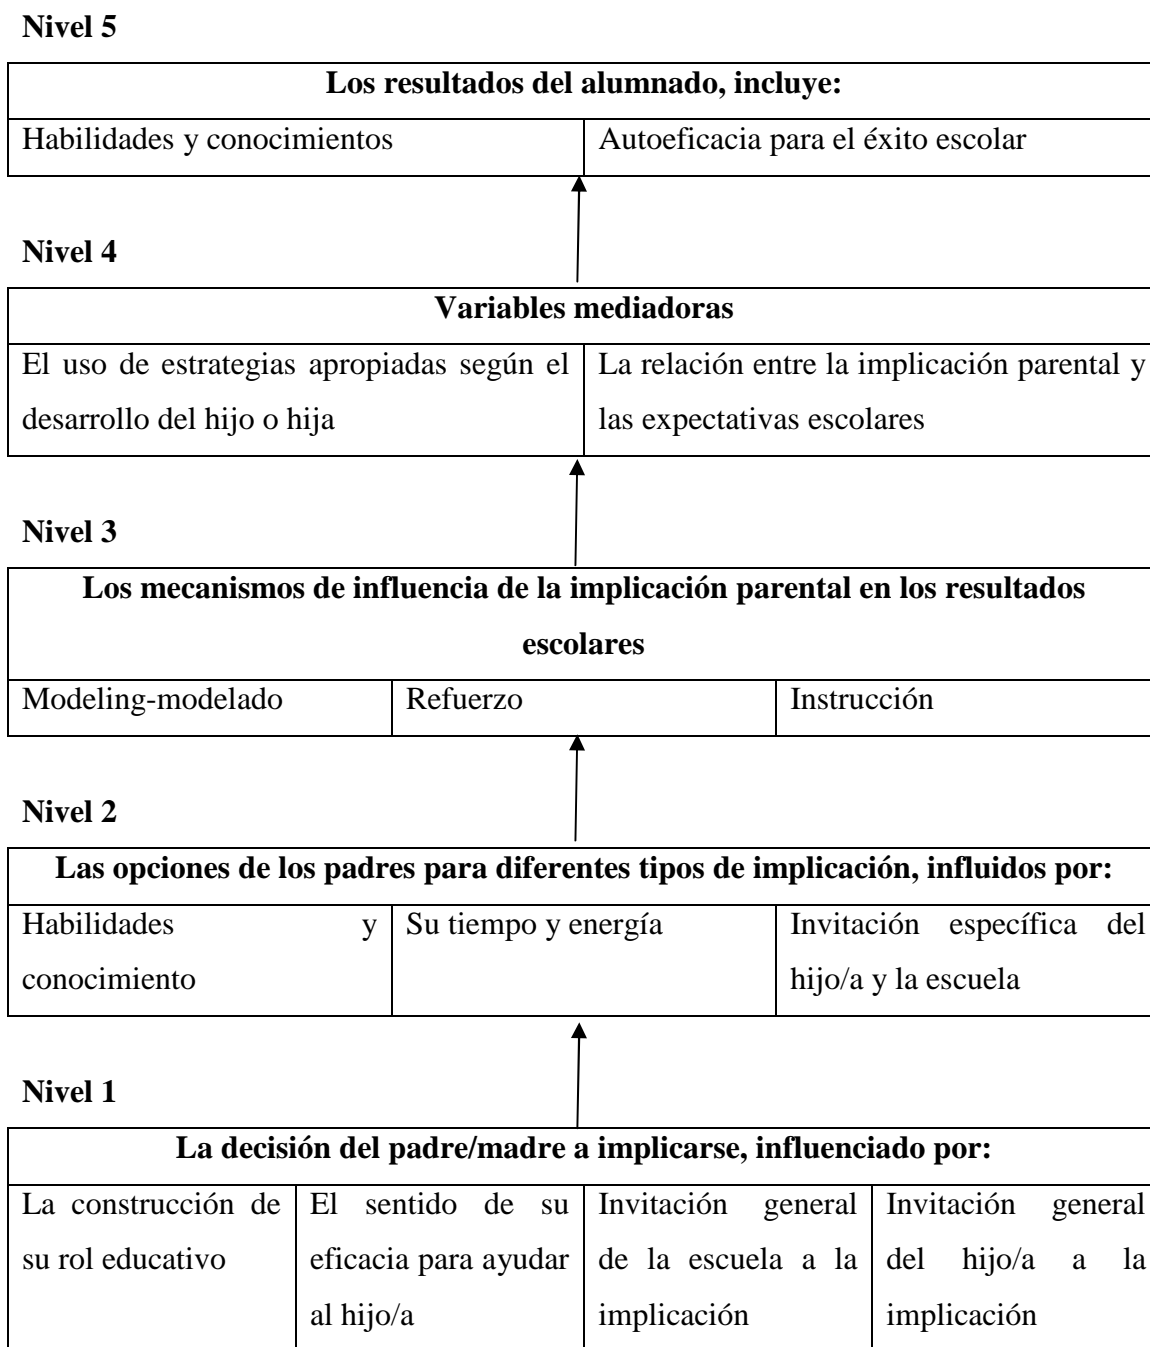 Nivel 5
Los resultados del alumnado, incluye:
Habilidades y conocimientos
Autoeficacia para el éxito escolar
Nivel 4
Variables mediadoras
El uso de estrategias apropiadas según el
desarrollo del hijo o hija
La relación entre la implicación parental y
las expectativas escolares
Nivel 3
Los mecanismos de influencia de la implicación parental en los resultados
escolares
Modeling-modelado
Refuerzo
Instrucción
Nivel 2
Las opciones de los padres para diferentes tipos de implicación, influidos por:
Habilidades y
conocimiento
Su tiempo y energía
Invitación específica del
hijo/a y la escuela
Nivel 1
La decisión del padre/madre a implicarse, influenciado por:
La construcción de
su rol educativo
El sentido de su
eficacia para ayudar
al hijo/a
Invitación general
de la escuela a la
implicación
Invitación general
del hijo/a a la
implicación